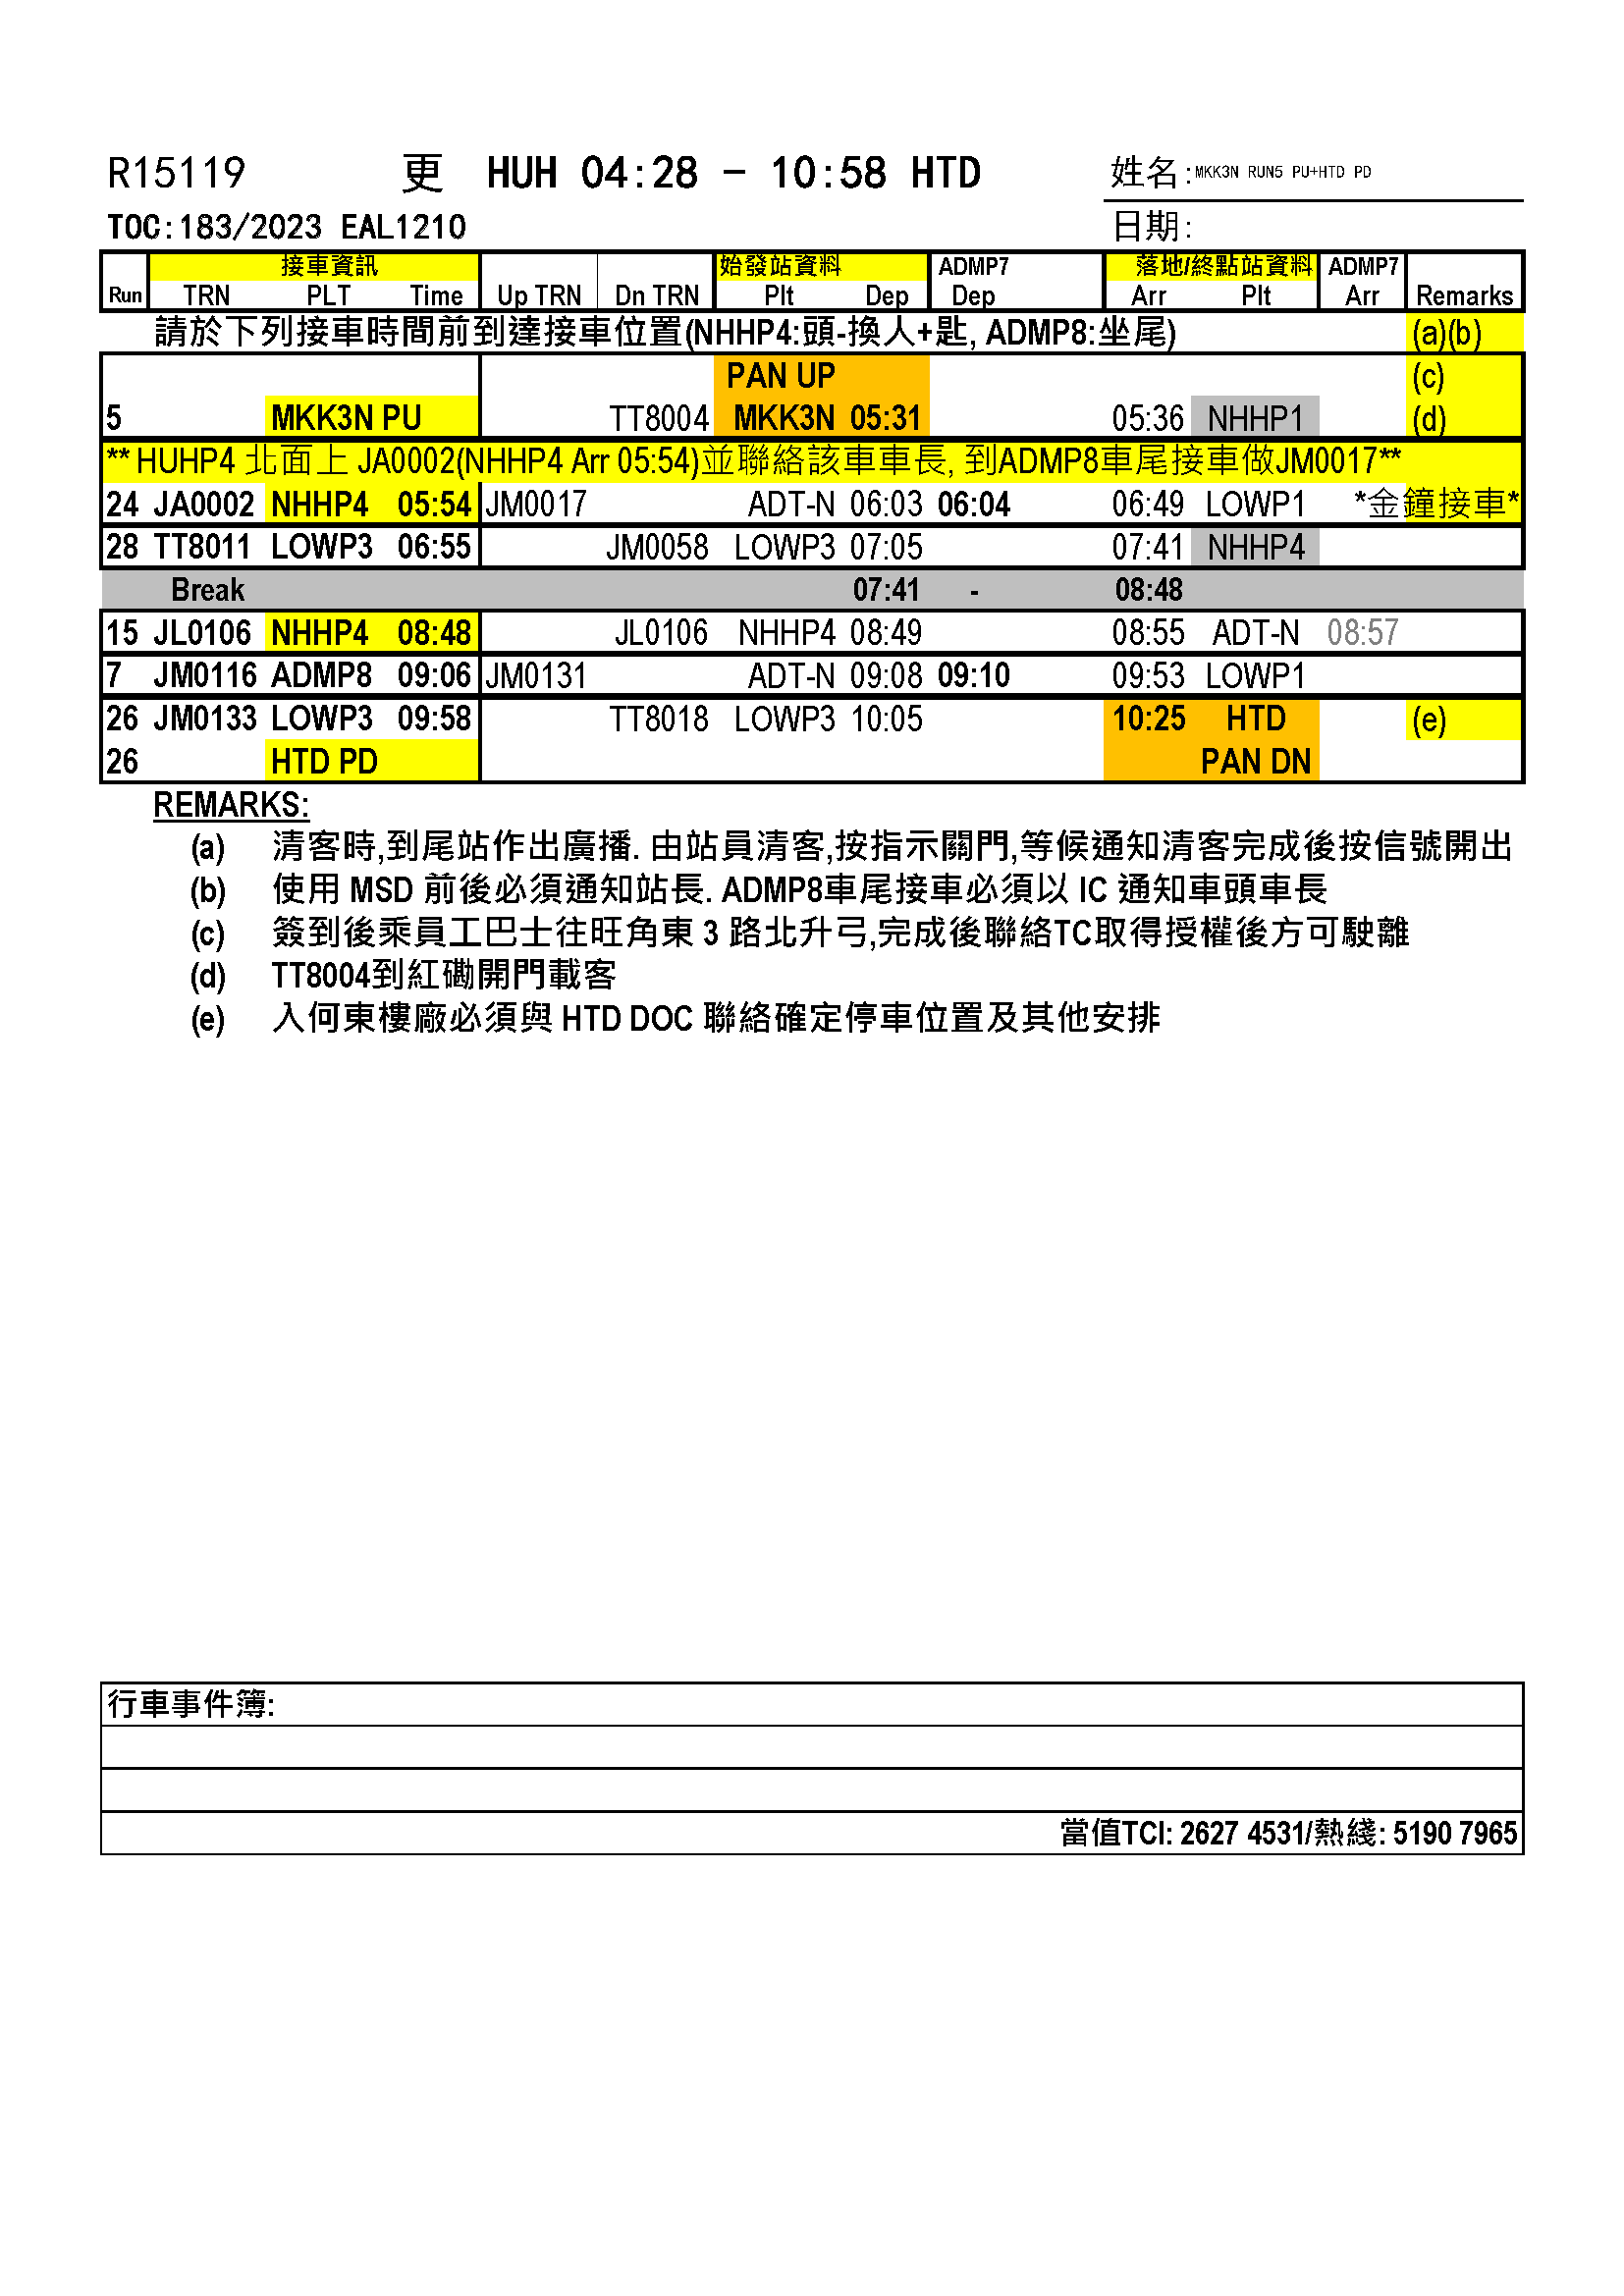 R15119 更 HUH 04:28 - 10:58 HTD 姓名:MKK3N RUN5 PU+HTD PD
TOC:183/2023 EAL1210 日期:
接車資訊 始發站資料 ADMP7 落地/終點站資料 ADMP7
Run TRN PLT Time Up TRN Dn TRN Plt Dep Dep Arr Plt Arr Remarks
請於下列接車時間前到達接車位置(NHHP4:頭-換人+匙, ADMP8:坐尾) (a)(b)
PAN UP (c)
5 MKK3N PU TT8004 MKK3N 05:31 05:36 NHHP1 (d)
** HUHP4 北面上 JA0002(NHHP4 Arr 05:54)並聯絡該車車長, 到ADMP8車尾接車做JM0017**
24 JA0002 NHHP4 05:54 JM0017 ADT-N 06:03 06:04 06:49 LOWP1 *金鐘接車*
28 TT8011 LOWP3 06:55 JM0058 LOWP3 07:05 07:41 NHHP4
Break 07:41 - 08:48
15 JL0106 NHHP4 08:48 JL0106 NHHP4 08:49 08:55 ADT-N 08:57
7 JM0116 ADMP8 09:06 JM0131 ADT-N 09:08 09:10 09:53 LOWP1
26 JM0133 LOWP3 09:58 TT8018 LOWP3 10:05 10:25 HTD (e)
26 HTD PD PAN DN
REMARKS:
(a) 清客時,到尾站作出廣播. 由站員清客,按指示關門,等候通知清客完成後按信號開出
(b) 使用 MSD 前後必須通知站長. ADMP8車尾接車必須以 IC 通知車頭車長
(c) 簽到後乘員工巴士往旺角東 3 路北升弓,完成後聯絡TC取得授權後方可駛離
(d) TT8004到紅磡開門載客
(e) 入何東樓廠必須與 HTD DOC 聯絡確定停車位置及其他安排
行車事件簿:
當值TCI: 2627 4531/熱綫: 5190 7965